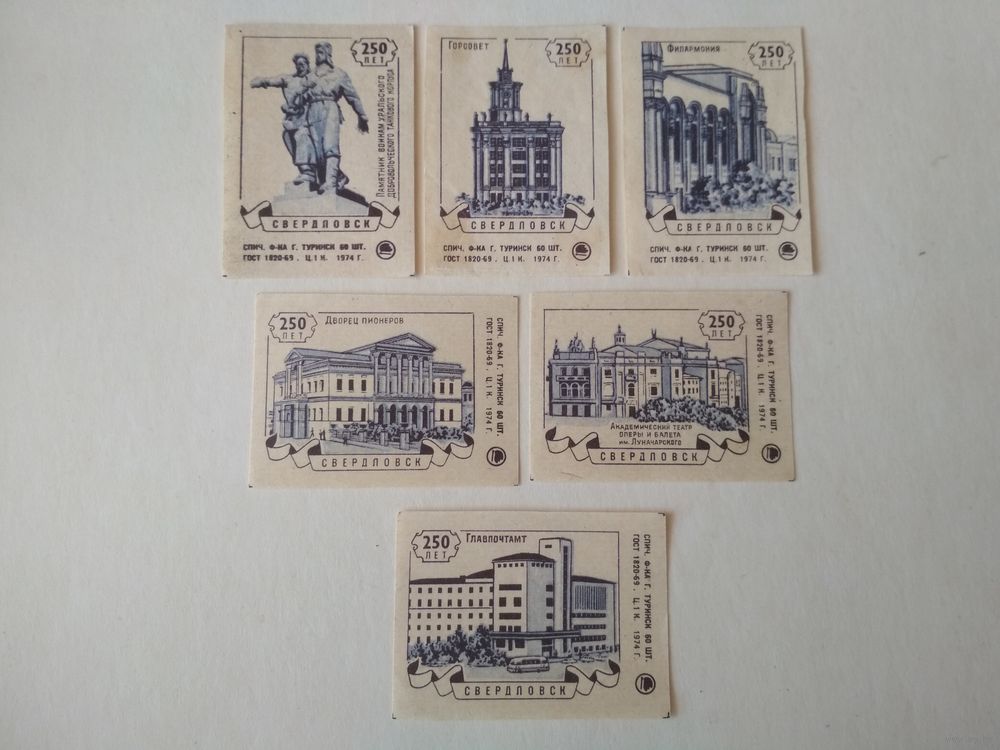 250
ЛЕТ
Памятник воинам Уральского
добровольческого танкового корпуса
СВЕРДЛОВСК
СПИЧ. Ф-КА Г. ТУРИНСК 60 ШТ.
ГОСТ 1820-69. Ц. 1 К. 1974 Г.
Горсовет
250
ЛЕТ
СВЕРДЛОВСК
СПИЧ. Ф-КА Г. ТУРИНСК 60 ШТ.
ГОСТ 1820-69. Ц. 1 К. 1974 Г.
Филармония
250
ЛЕТ
СВЕРДЛОВСК
СПИЧ. Ф-КА Г. ТУРИНСК 60 ШТ.
ГОСТ 1820-69. Ц. 1 К. 1974 Г.
250
ЛЕТ
Дворец пионеров
СВЕРДЛОВСК
СПИЧ. Ф-КА Г. ТУРИНСК 60 ШТ.
ГОСТ 1820-69. Ц. 1 К. 1974 Г.
250
ЛЕТ
Академический театр
оперы и балета
им. Луначарского
СВЕРДЛОВСК
СПИЧ. Ф-КА Г. ТУРИНСК 60 ШТ.
ГОСТ 1820-69. Ц. 1 К. 1974 Г.
250
ЛЕТ
Главпочтамт
СВЕРДЛОВСК
СПИЧ. Ф-КА Г. ТУРИНСК 60 ШТ.
ГОСТ 1820-69. Ц. 1 К. 1974 Г.